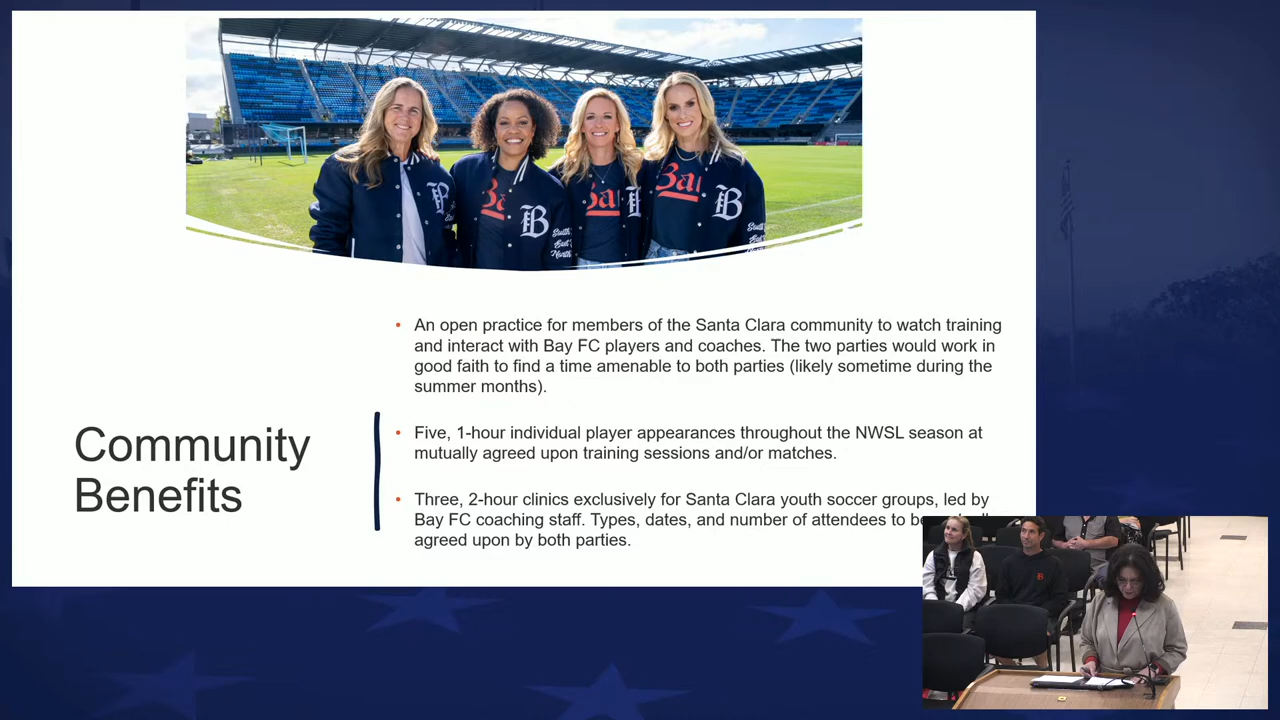 B
B
Ba
South
East
North
B
An open practice for members of the Santa Clara community to watch training
and interact with Bay FC players and coaches. The two parties would work in
good faith to find a time amenable to both parties (likely sometime during the
summer months).
Community
Benefits
Five, 1-hour individual player appearances throughout the NWSL season at
mutually agreed upon training sessions and/or matches.
Three, 2-hour clinics exclusively for Santa Clara youth soccer groups, led by
Bay FC coaching staff. Types, dates, and number of attendees to be
agreed upon by both parties.
B